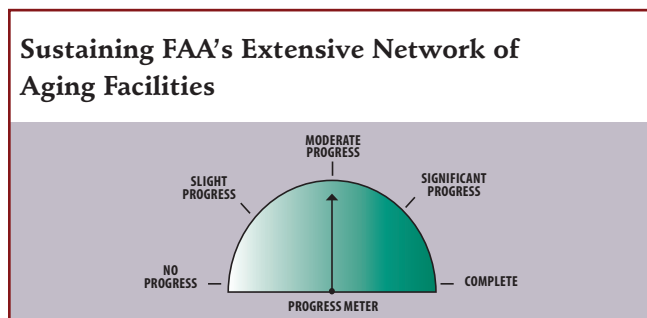 Sustaining FAA’s Extensive Network of
Aging Facilities
MODERATE
PROGRESS
SLIGHT
PROGRESS
SIGNIFICANT
PROGRESS
NO
PROGRESS
COMPLETE
PROGRESS METER